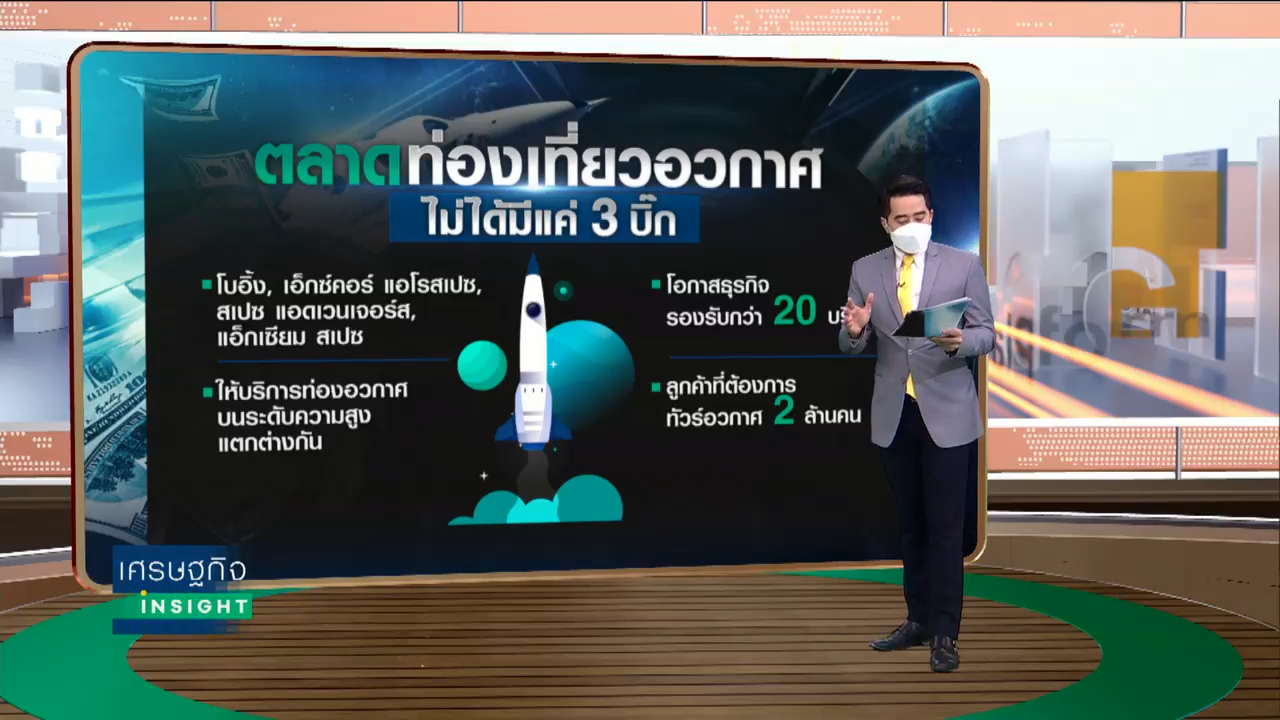 ตลาดท่องเที่ยวอวกาศ
ไม่ได้มีแค่ 3 บิ๊ก
โบอิ้ง, เอ็กซ์คอร์ แอโรสเปซ,
สเปซ แอดเวนเจอร์ส,
แอ็กเซียม สเปซ
ให้บริการท่องอวกาศ
บนระดับความสูง
แตกต่างกัน
โอกาสธุรกิจ
รองรับกว่า 20
ลูกค้าที่ต้องการ
ทัวร์อวกาศ 2 ล้านคน
เศรษฐกิจ
INSIGHT